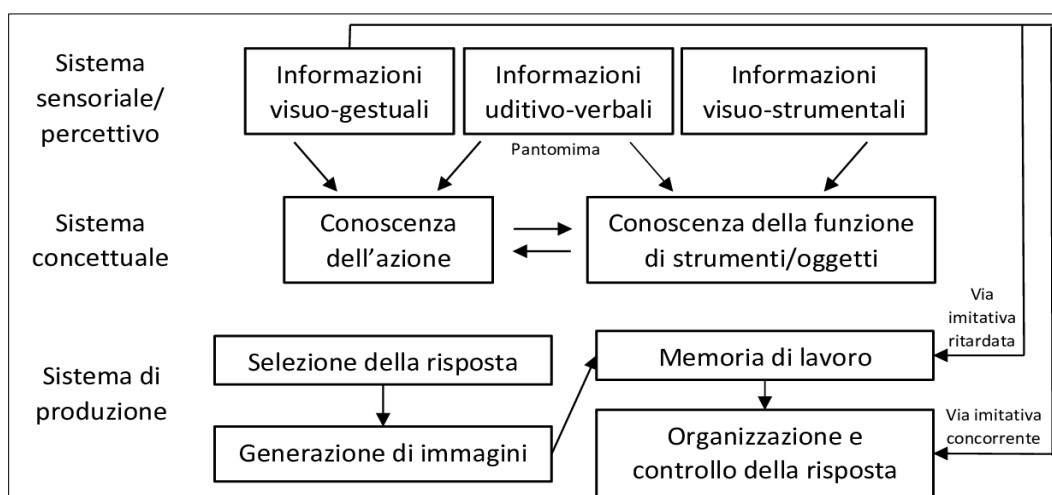 Sistema
sensoriale/
percettivo
Informazioni
visuo-gestuali
Informazioni
uditivo-verbali
Informazioni
visuo-strumentali
Pantomima
Sistema
concettuale
Conoscenza
dell'azione
Conoscenza della funzione
di strumenti/oggetti
Via
imitativa
ritardata
Sistema di
produzione
Selezione della risposta
Memoria di lavoro
Generazione di immagini
Organizzazione e
controllo della risposta
Via imitativa
concorrente